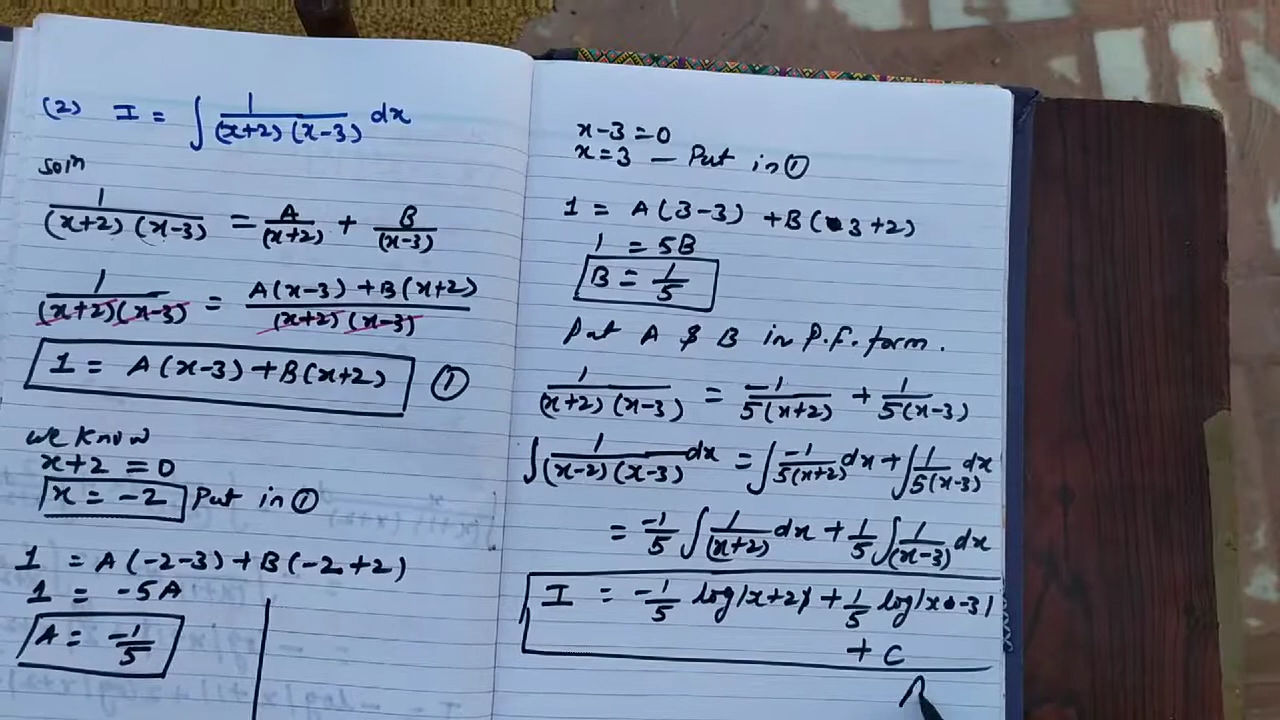 (2) I = ∫ 1/((x+2)(x-3)) dx
soln
1/((x+2)(x-3)) = A/(x+2) + B/(x-3)
1/((x+2)(x-3)) = (A(x-3)+B(x+2))/((x+2)(x-3))
1 = A(x-3)+B(x+2) ①
we know
x+2 = 0
x = -2 Put in ①
1 = A(-2-3)+B(-2+2)
1 = -5A
A = -1/5
x-3=0
x=3 - Put in ①
1 = A(3-3) +B(3+2)
1 = 5B
B = 1/5
Put A & B in P.F. form.
1/((x+2)(x-3)) = -1/(5(x+2)) + 1/(5(x-3))
∫ 1/((x-2)(x-3)) dx = ∫ -1/(5(x+2)) dx + ∫ 1/(5(x-3)) dx
= -1/5 ∫ 1/(x+2) dx + 1/5 ∫ 1/(x-3) dx
I = -1/5 log|x+2| + 1/5 log|x-3|
+ C